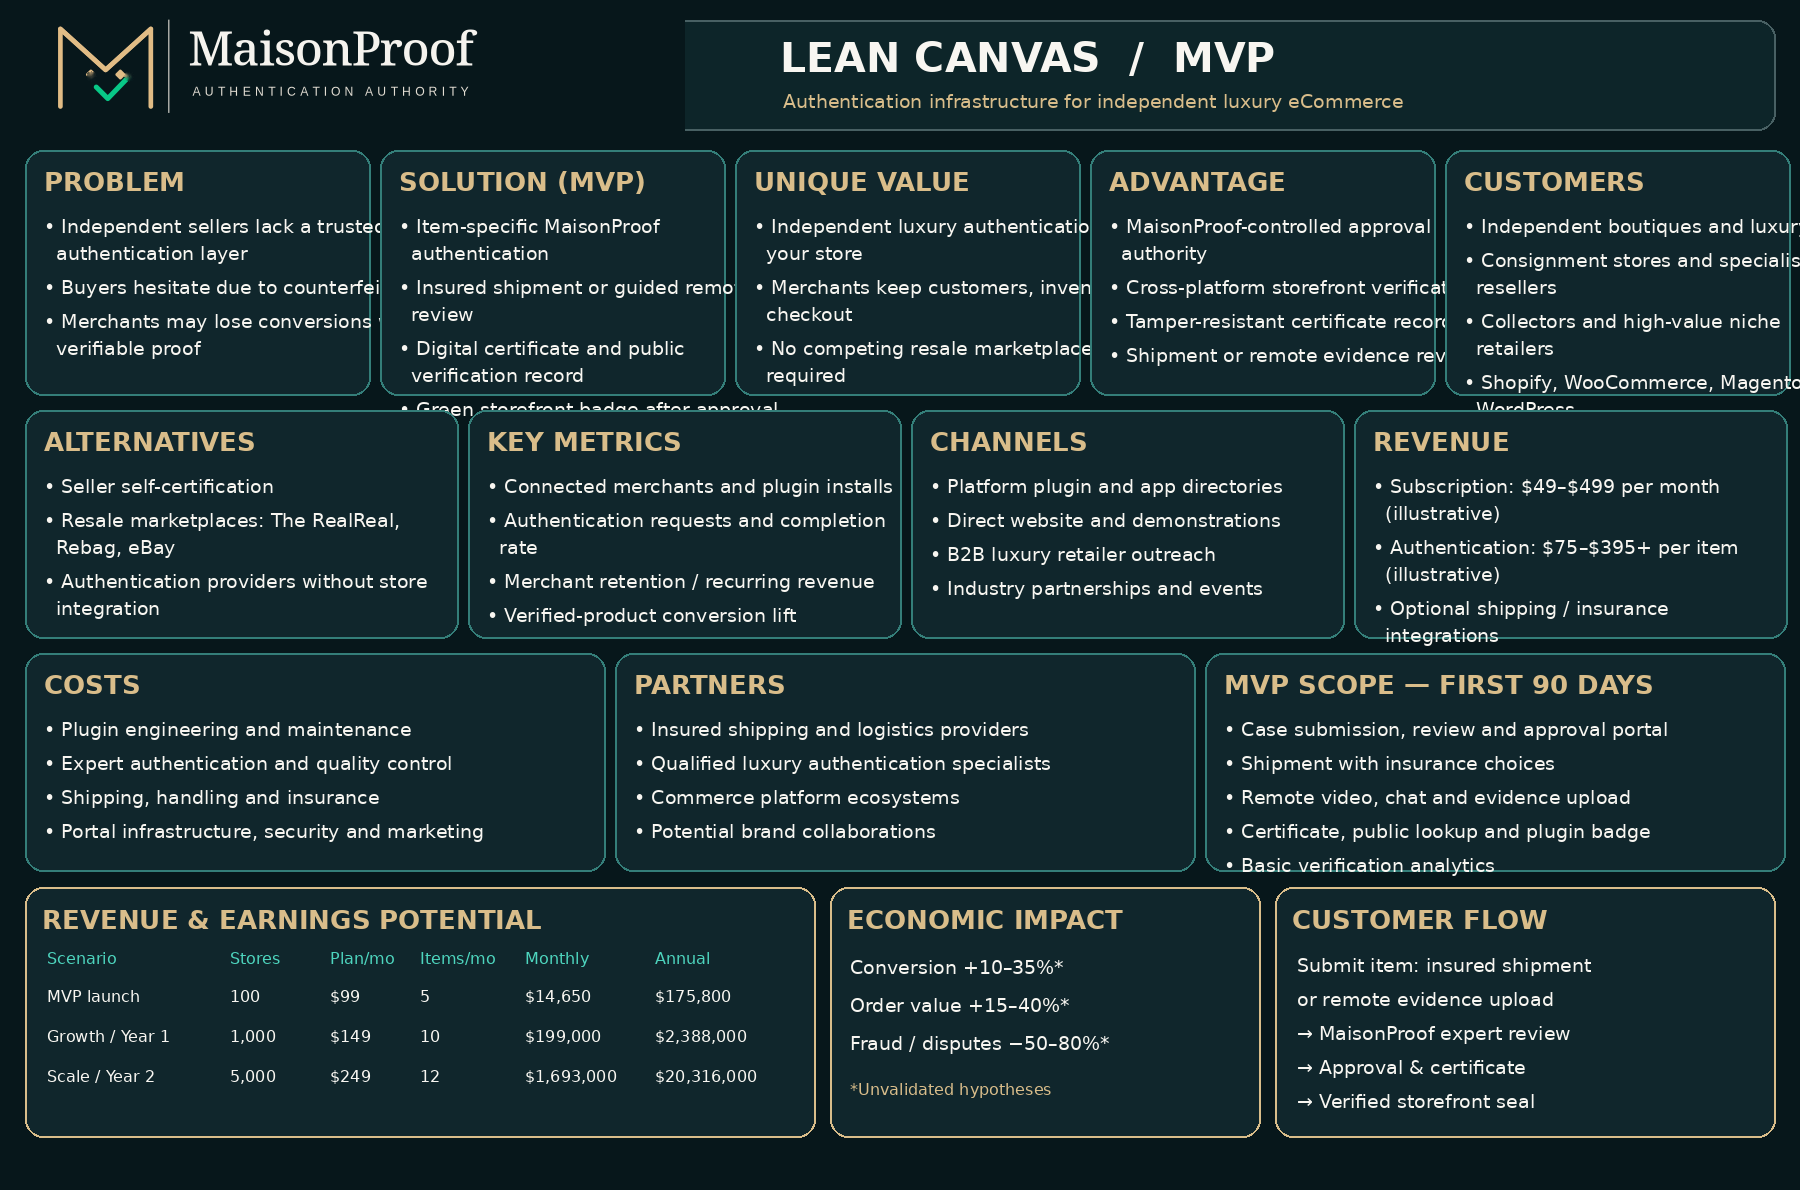 MaisonProof
AUTHENTICATION AUTHORITY
LEAN CANVAS / MVP
Authentication infrastructure for independent luxury eCommerce
PROBLEM
• Independent sellers lack a trusted
authentication layer
• Buyers hesitate due to
• Merchants may lose conversions
verifiable proof
SOLUTION (MVP)
• Item-specific MaisonProof
authentication
• Insured shipment or guided
review
• Digital certificate and public
verification record
• Green storefront badge after approval
UNIQUE VALUE
• Independent luxury
your store
• Merchants keep customers,
checkout
• No competing resale marketplace
required
ADVANTAGE
• MaisonProof-controlled approval
authority
• Cross-platform storefront
• Tamper-resistant certificate
• Shipment or remote evidence
CUSTOMERS
• Independent boutiques and luxury
• Consignment stores and
resellers
• Collectors and high-value niche
retailers
• Shopify, WooCommerce, Magento
WordPress
ALTERNATIVES
• Seller self-certification
• Resale marketplaces: The RealReal,
Rebag, eBay
• Authentication providers without store
integration
KEY METRICS
• Connected merchants and plugin installs
• Authentication requests and completion
rate
• Merchant retention / recurring revenue
• Verified-product conversion lift
CHANNELS
• Platform plugin and app directories
• Direct website and demonstrations
• B2B luxury retailer outreach
• Industry partnerships and events
REVENUE
• Subscription: $49–$499 per month
(illustrative)
• Authentication: $75–$395+ per item
(illustrative)
• Optional shipping / insurance
integrations
COSTS
• Plugin engineering and maintenance
• Expert authentication and quality control
• Shipping, handling and insurance
• Portal infrastructure, security and marketing
PARTNERS
• Insured shipping and logistics providers
• Qualified luxury authentication specialists
• Commerce platform ecosystems
• Potential brand collaborations
MVP SCOPE — FIRST 90 DAYS
• Case submission, review and approval portal
• Shipment with insurance choices
• Remote video, chat and evidence upload
• Certificate, public lookup and plugin badge
• Basic verification analytics
REVENUE & EARNINGS POTENTIAL
Scenario Stores Plan/mo Items/mo Monthly Annual
MVP launch 100 $99 5 $14,650 $175,800
Growth / Year 1 1,000 $149 10 $199,000 $2,388,000
Scale / Year 2 5,000 $249 12 $1,693,000 $20,316,000
ECONOMIC IMPACT
Conversion +10–35%*
Order value +15–40%*
Fraud / disputes −50–80%*
*Unvalidated hypotheses
CUSTOMER FLOW
Submit item: insured shipment
or remote evidence upload
→ MaisonProof expert review
→ Approval & certificate
→ Verified storefront seal